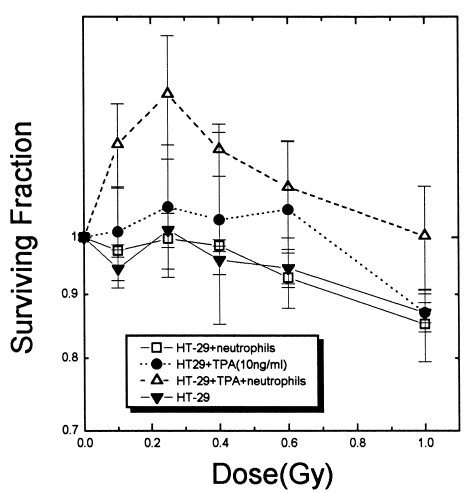 Surviving Fraction
1
0.9
0.8
0.7
HT-29+neutrophils
HT29+TPA(10ng/ml)
HT-29+TPA+neutrophils
HT-29
0.0 0.2 0.4 0.6 0.8 1.0
Dose(Gy)